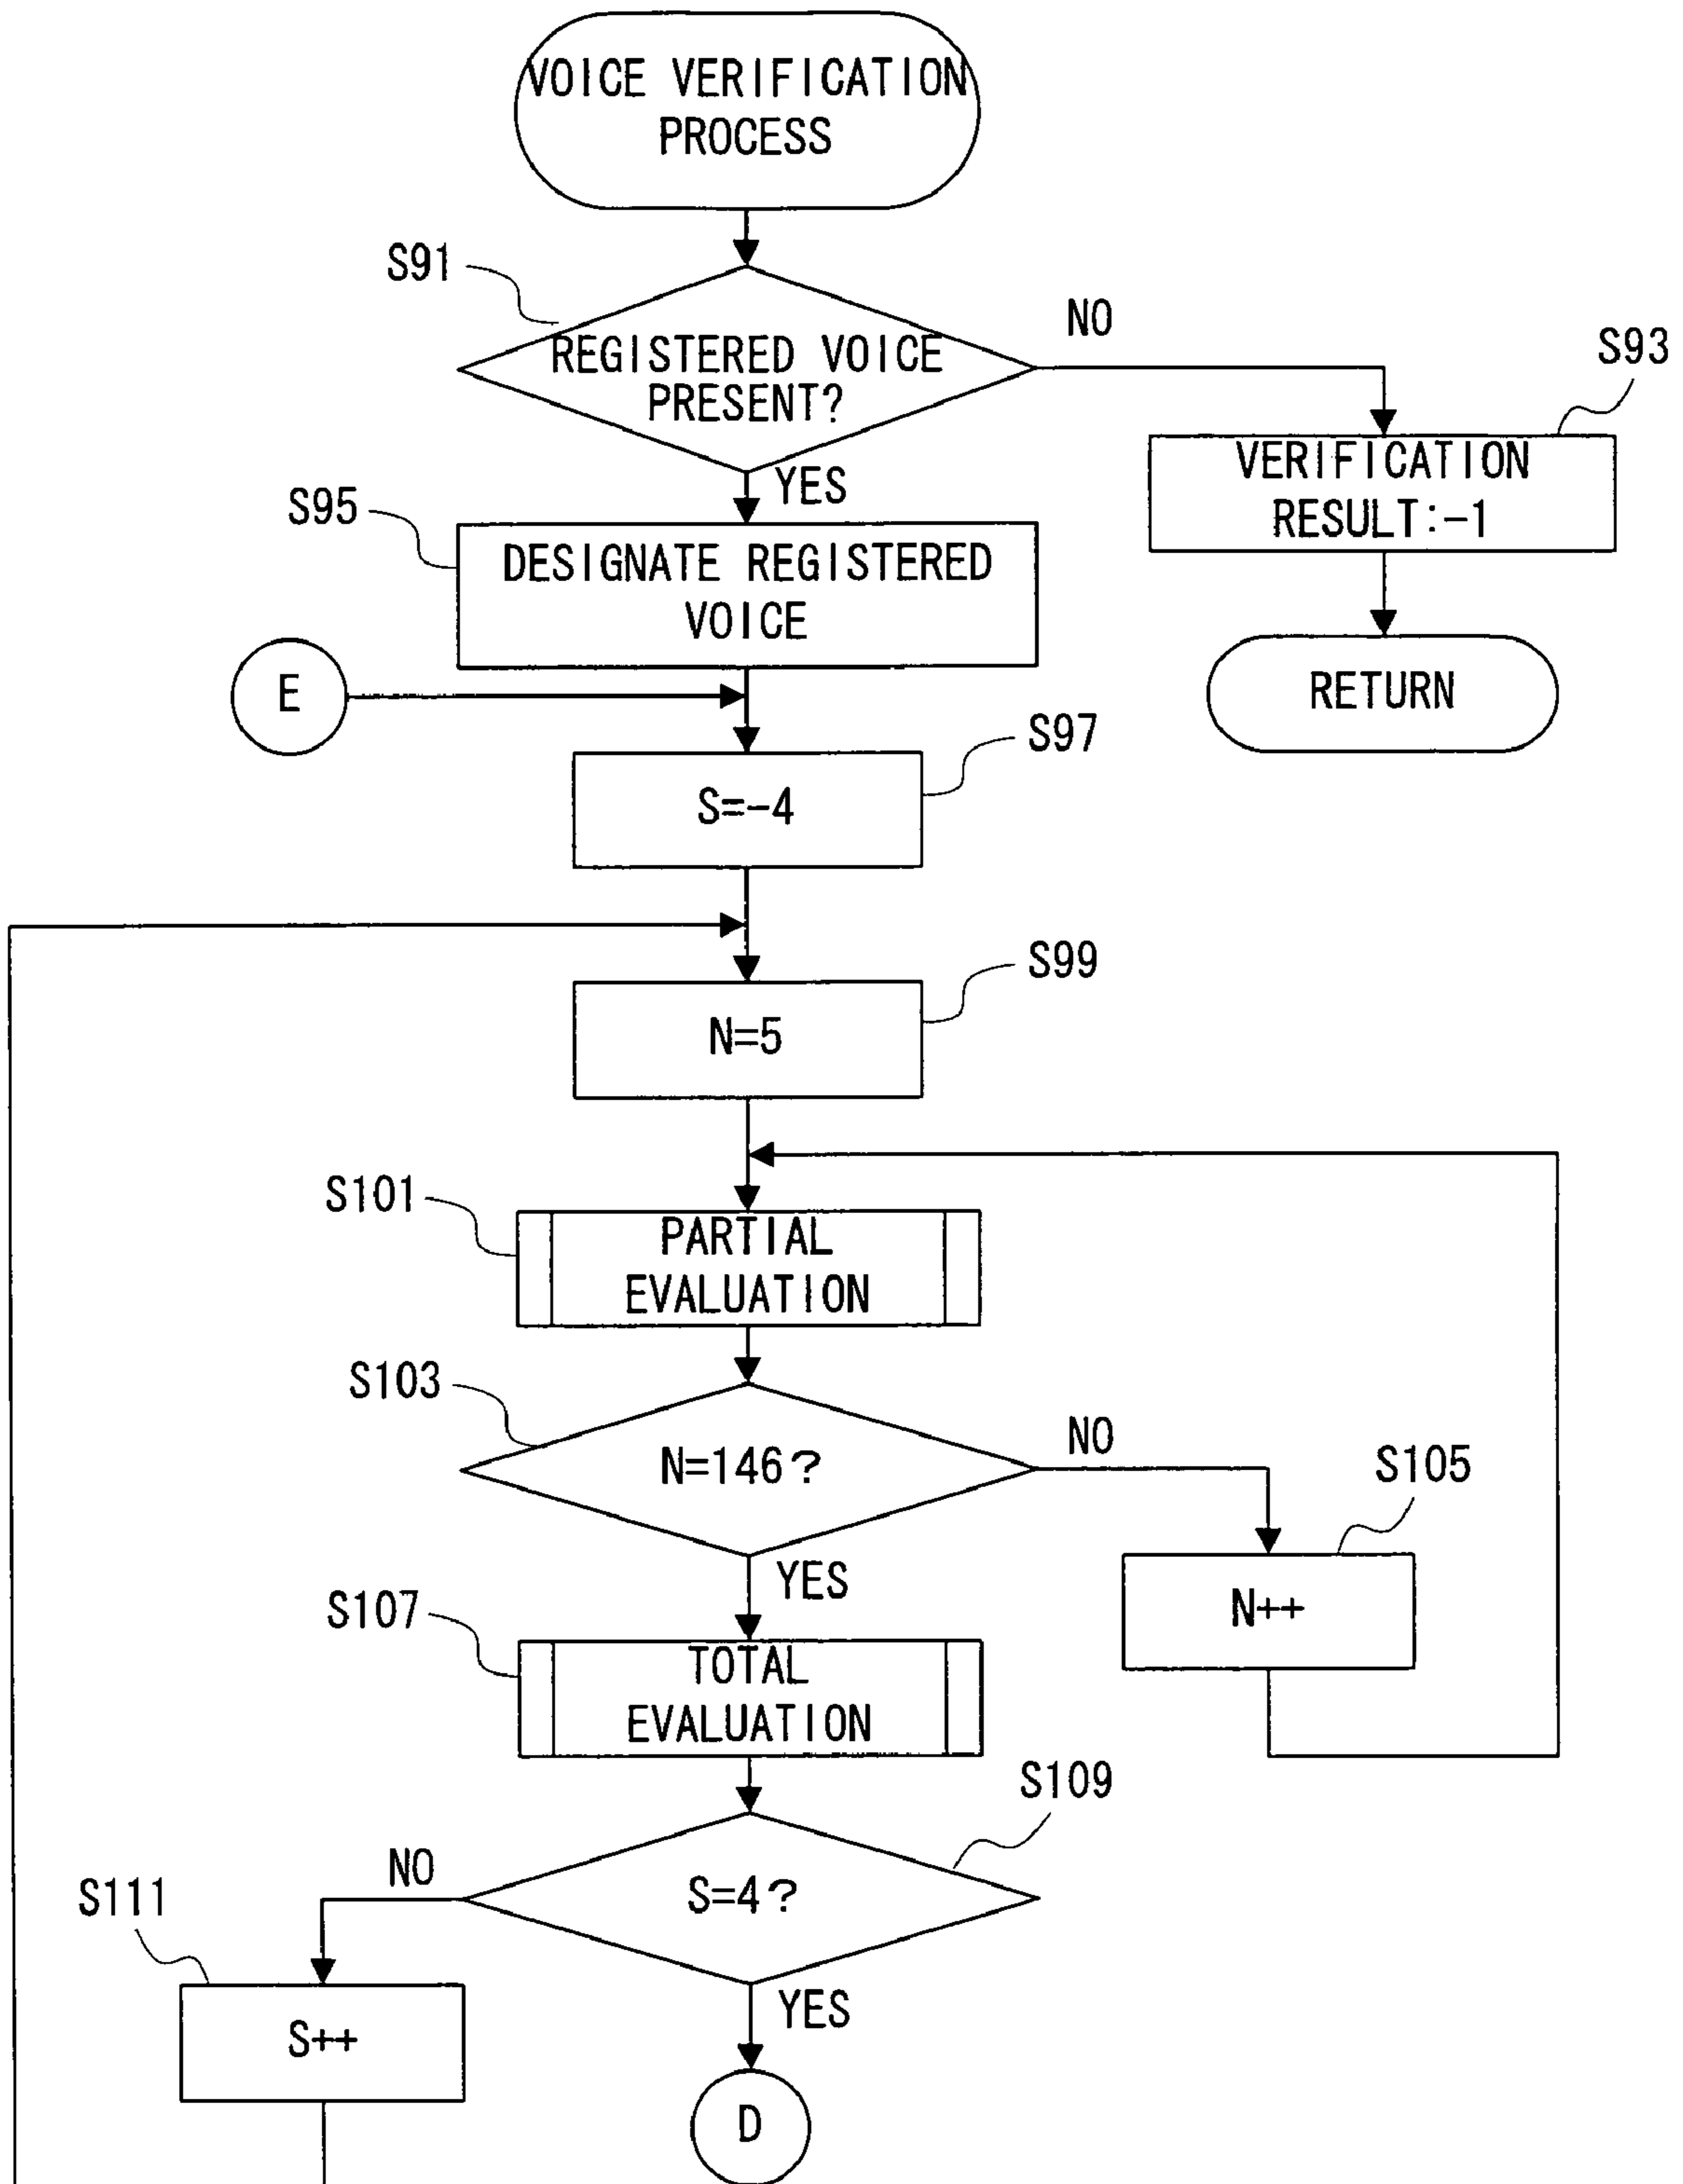 VOICE VERIFICATION
PROCESS
S91
NO
REGISTERED VOICE
PRESENT?
S93
VERIFICATION
RESULT:-1
YES
S95
DESIGNATE REGISTERED
VOICE
RETURN
E
S97
S=-4
S99
N=5
S101
PARTIAL
EVALUATION
S103
N=146?
NO
S105
N++
YES
S107
TOTAL
EVALUATION
S109
S=4?
NO
S111
S++
YES
D